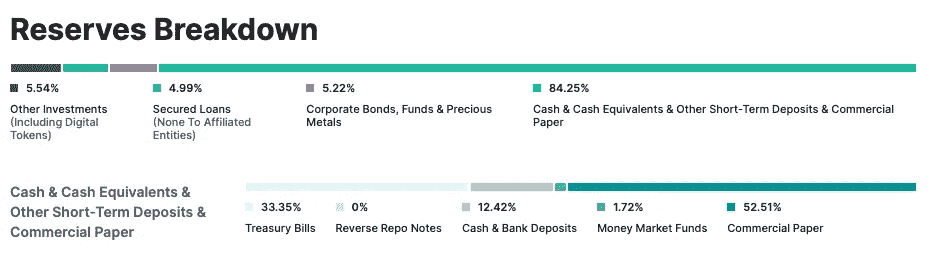 Reserves Breakdown
5.54%
4.99%
5.22%
84.25%
Other Investments
(Including Digital
Tokens)
Secured Loans
(None To Affiliated
Entities)
Corporate Bonds, Funds & Precious
Metals
Cash & Cash Equivalents & Other Short-Term Deposits & Commercial
Paper
Cash & Cash Equivalents &
Other Short-Term Deposits &
Commercial Paper
33.35%
0%
12.42%
1.72%
52.51%
Treasury Bills
Reverse Repo Notes
Cash & Bank Deposits
Money Market Funds
Commercial Paper